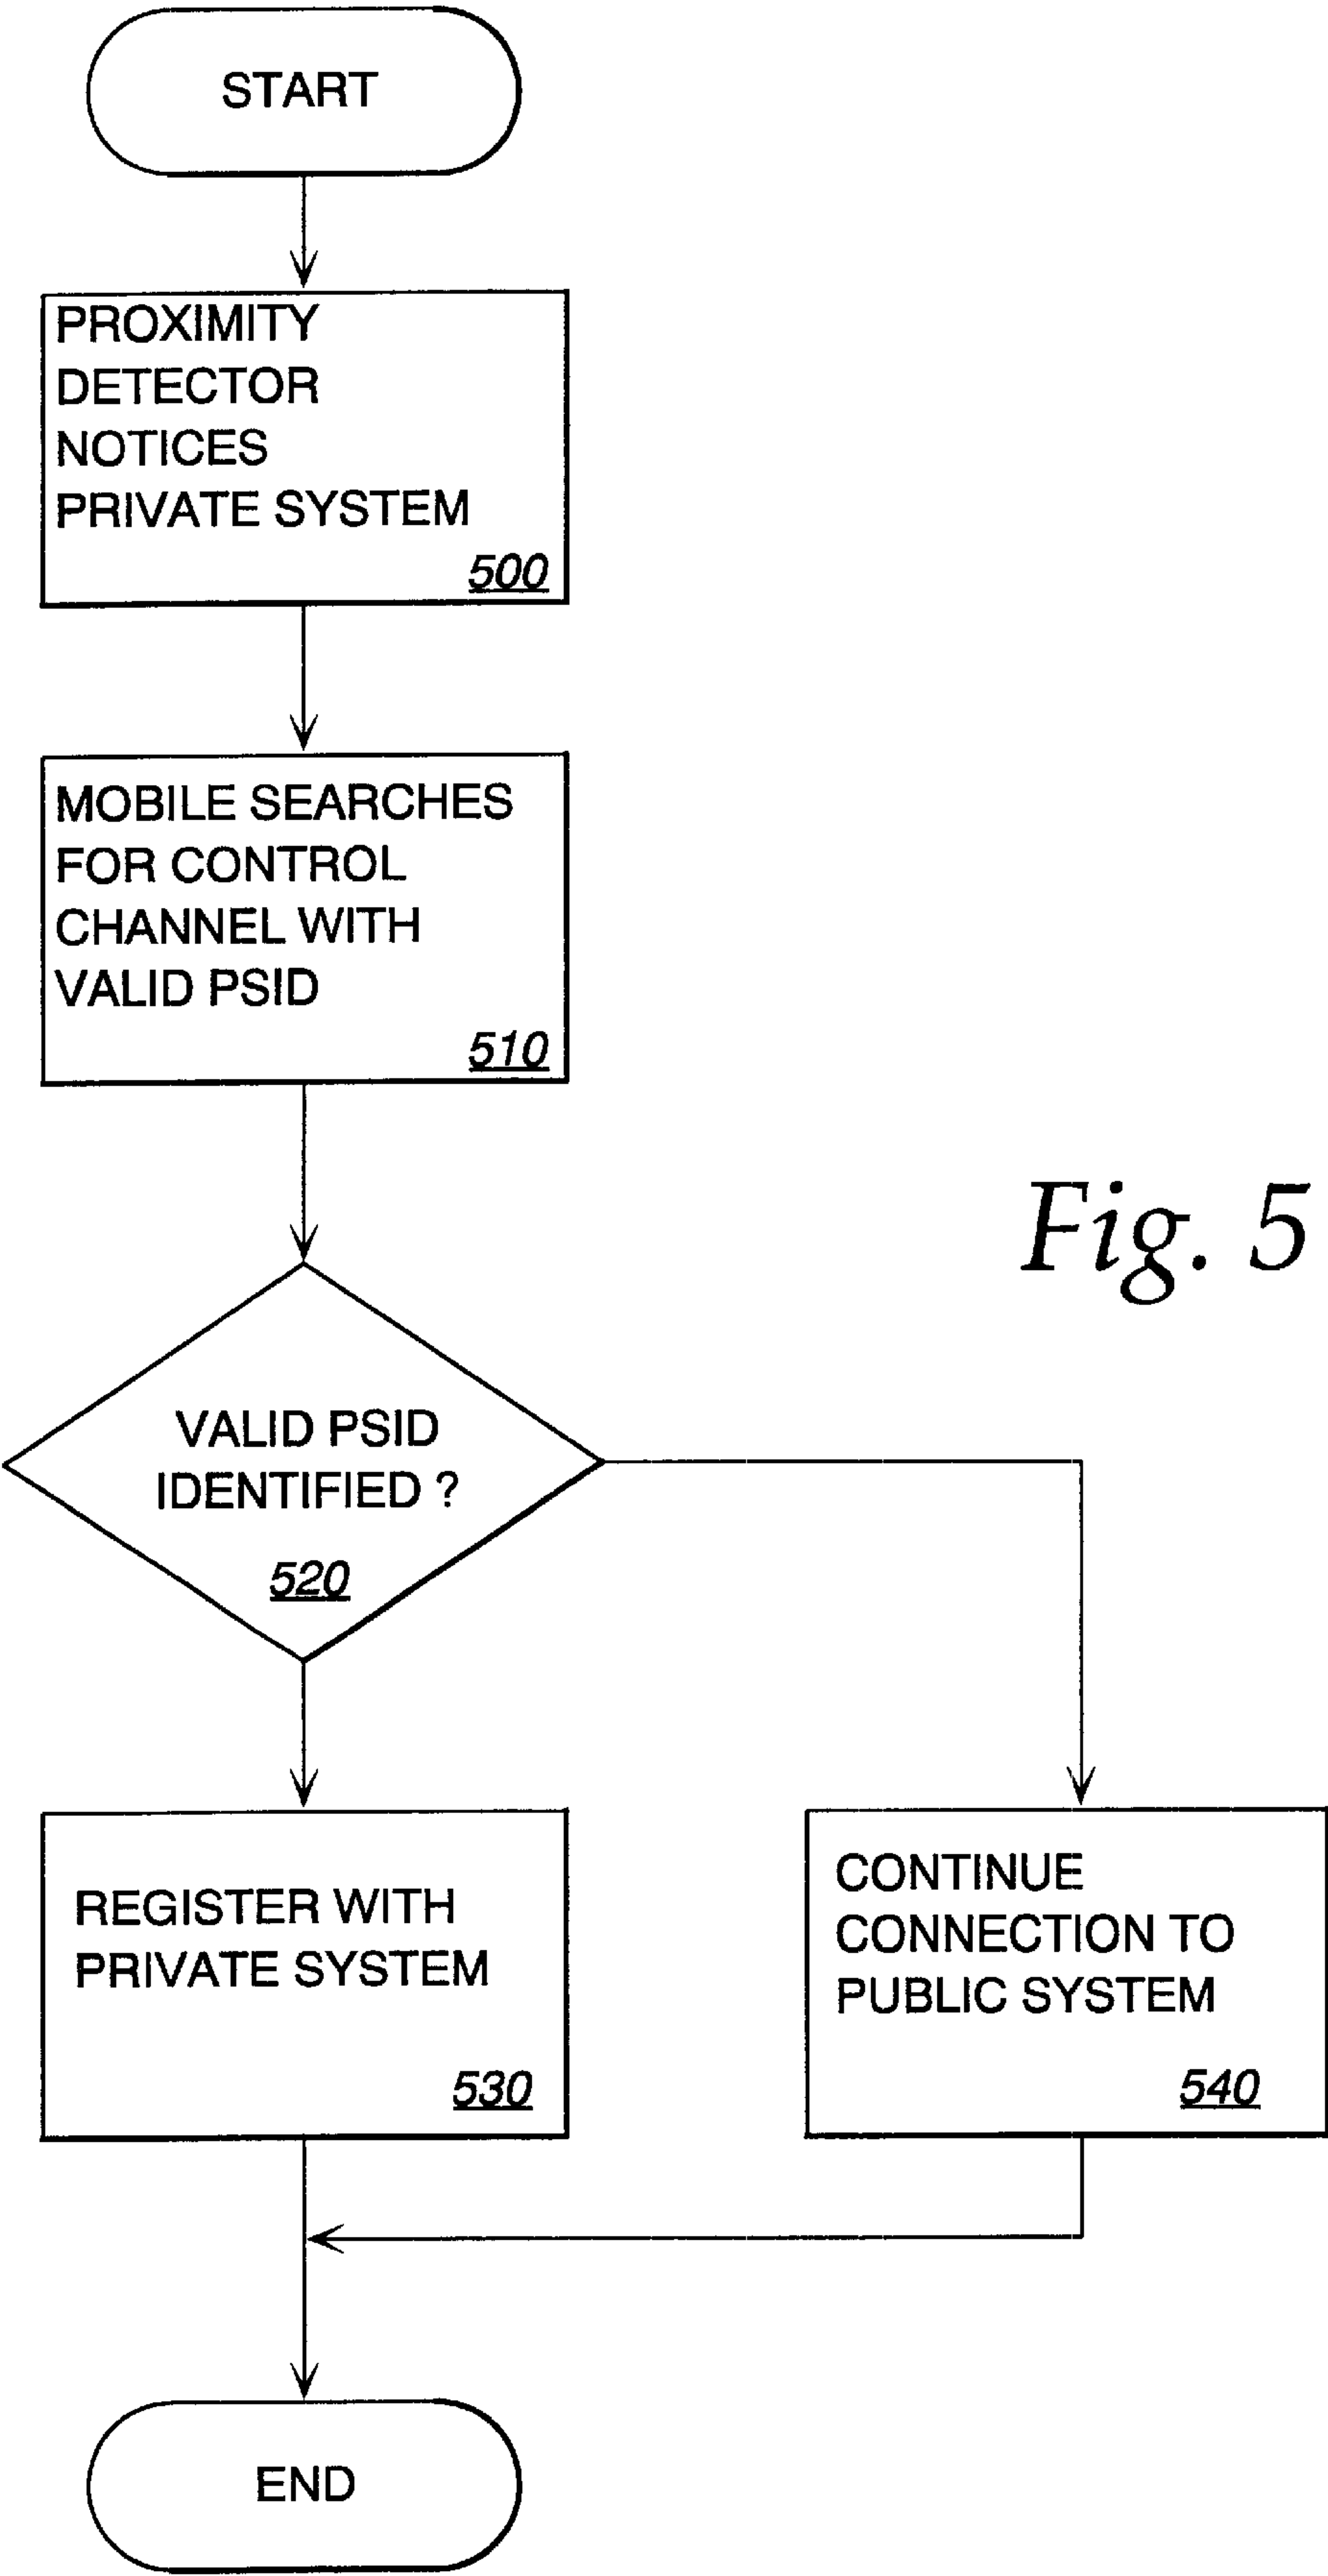 START
PROXIMITY
DETECTOR
NOTICES
PRIVATE SYSTEM
500
MOBILE SEARCHES
FOR CONTROL
CHANNEL WITH
VALID PSID
510
Fig. 5
VALID PSID
IDENTIFIED ?
520
REGISTER WITH
PRIVATE SYSTEM
530
CONTINUE
CONNECTION TO
PUBLIC SYSTEM
540
END